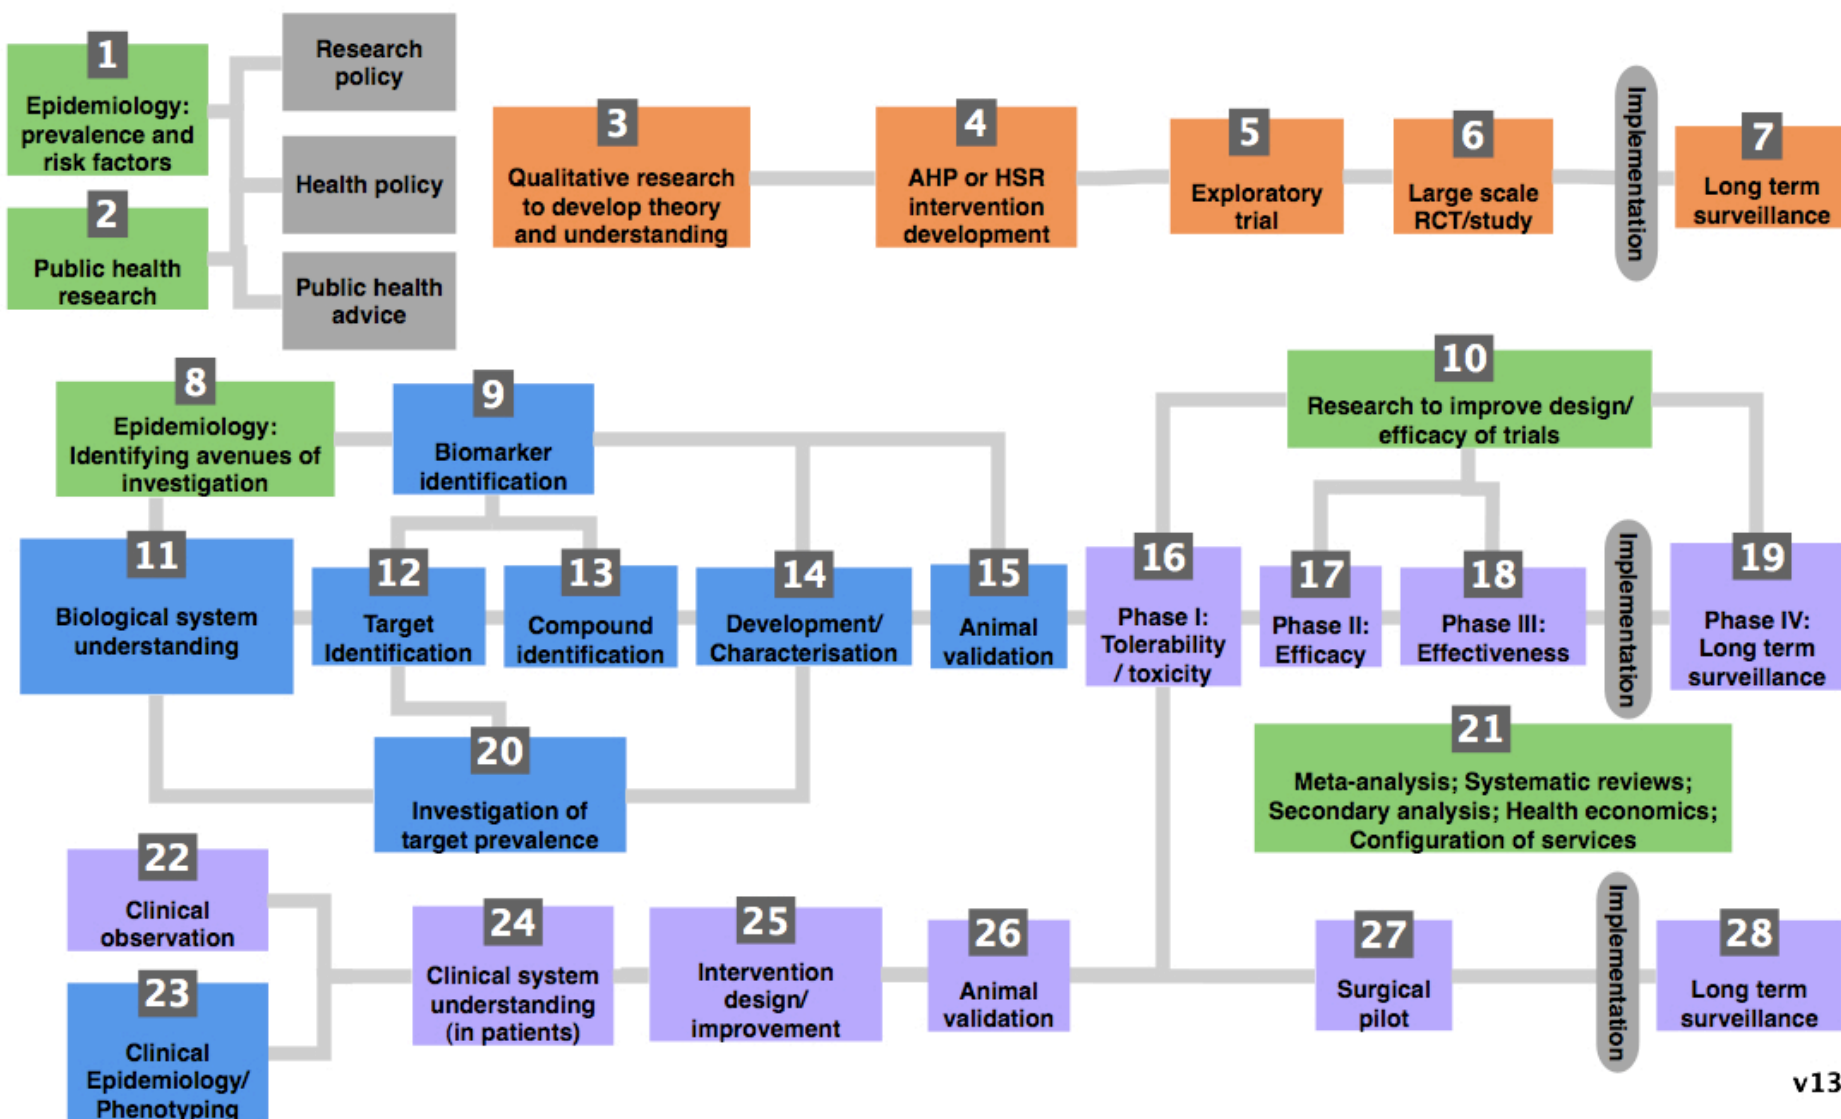 1
Epidemiology:
prevalence and
risk factors
2
Public health
research
Research
policy
Health policy
Public health
advice
3
Qualitative research
to develop theory
and understanding
4
AHP or HSR
intervention
development
5
Exploratory
trial
6
Large scale
RCT/study
Implementation
7
Long term
surveillance
8
Epidemiology:
Identifying avenues of
investigation
9
Biomarker
identification
10
Research to improve design/
efficacy of trials
11
Biological system
understanding
12
Target
Identification
13
Compound
identification
14
Development/
Characterisation
15
Animal
validation
16
Phase I:
Tolerability
/ toxicity
17
Phase II:
Efficacy
18
Phase III:
Effectiveness
Implementation
19
Phase IV:
Long term
surveillance
20
Investigation of
target prevalence
21
Meta-analysis; Systematic reviews;
Secondary analysis; Health economics;
Configuration of services
22
Clinical
observation
23
Clinical
Epidemiology/
Phenotyping
24
Clinical system
understanding
(in patients)
25
Intervention
design/
improvement
26
Animal
validation
27
Surgical
pilot
Implementation
28
Long term
surveillance
v13